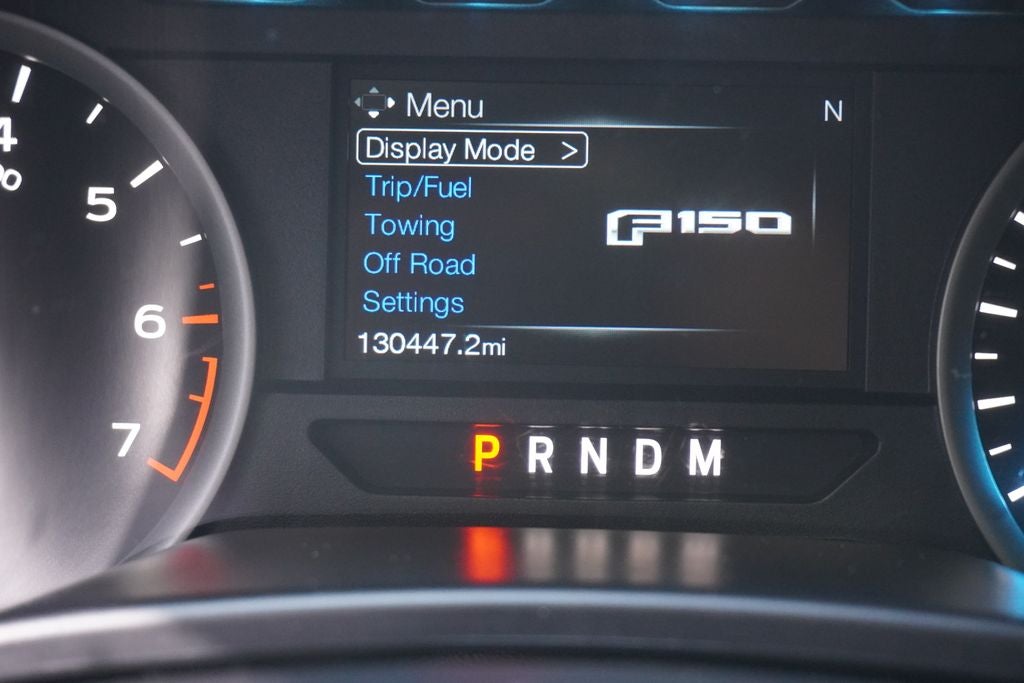 Menu N
Display Mode >
Trip/Fuel
Towing
Off Road
Settings
F150
130447.2mi
P R N D M
4
5
6
7